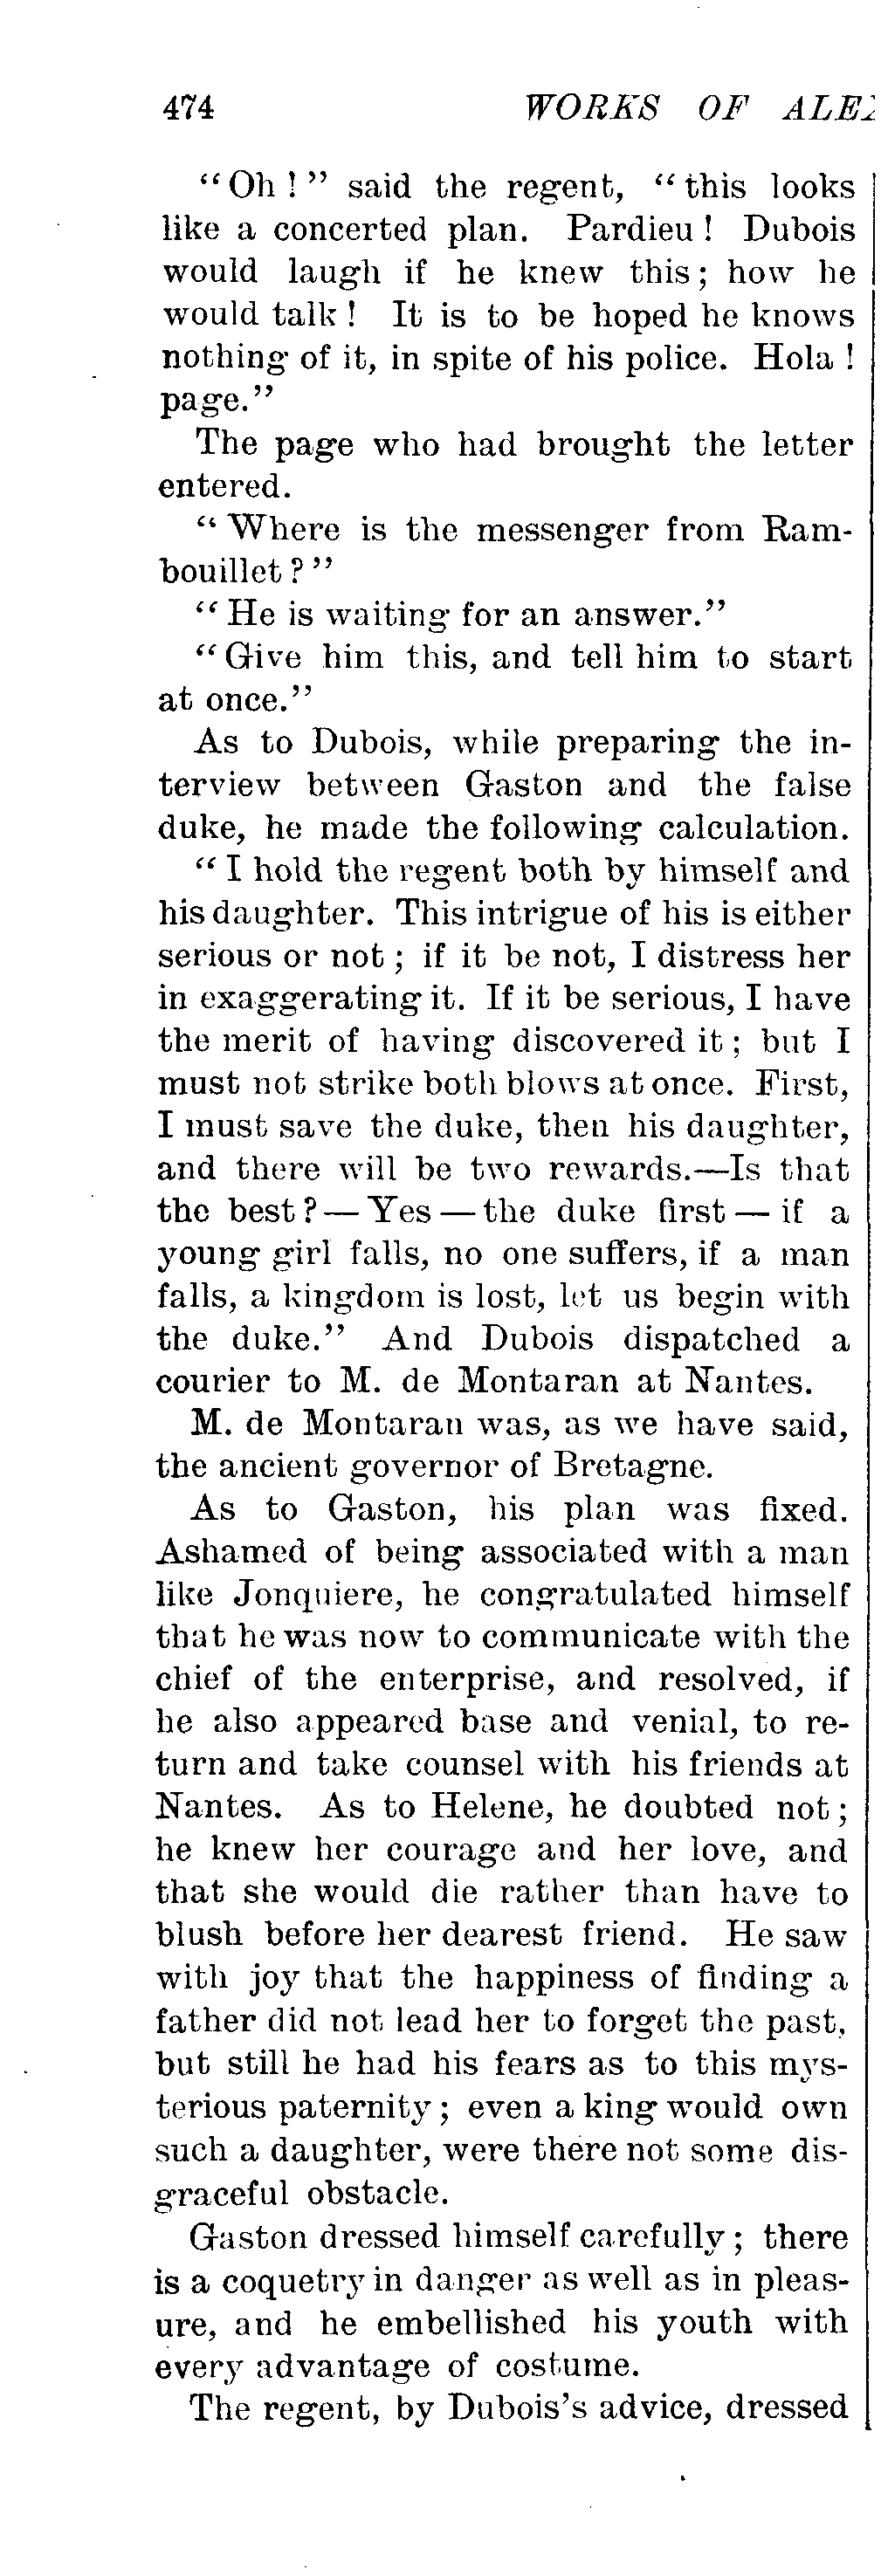 474 WORKS OF ALE
“Oh ! ” said the regent, “ this looks
like a concerted plan. Pardieu ! Dubois
would laugh if he knew this ; how he
would talk ! It is to be hoped he knows
nothing of it, in spite of his police. Hola !
page.”
The page who had brought the letter
entered.
“ Where is the messenger from Ram-
bouillet ? ”
“ He is waiting for an answer.”
“ Give him this, and tell him to start
at once.”
As to Dubois, while preparing the in-
terview between Gaston and the false
duke, he made the following calculation.
“ I hold the regent both by himself and
his daughter. This intrigue of his is either
serious or not ; if it be not, I distress her
in exaggerating it. If it be serious, I have
the merit of having discovered it ; but I
must not strike both blows at once. First,
I must save the duke, then his daughter,
and there will be two rewards.—Is that
the best ? — Yes — the duke first — if a
young girl falls, no one suffers, if a man
falls, a kingdom is lost, let us begin with
the duke.” And Dubois dispatched a
courier to M. de Montaran at Nantes.
M. de Montaran was, as we have said,
the ancient governor of Bretagne.
As to Gaston, his plan was fixed.
Ashamed of being associated with a man
like Jonquiere, he congratulated himself
that he was now to communicate with the
chief of the enterprise, and resolved, if
he also appeared base and venial, to re-
turn and take counsel with his friends at
Nantes. As to Helene, he doubted not ;
he knew her courage and her love, and
that she would die rather than have to
blush before her dearest friend. He saw
with joy that the happiness of finding a
father did not lead her to forget the past,
but still he had his fears as to this mys-
terious paternity ; even a king would own
such a daughter, were there not some dis-
graceful obstacle.
Gaston dressed himself carefully ; there
is a coquetry in danger as well as in pleas-
ure, and he embellished his youth with
every advantage of costume.
The regent, by Dubois’s advice, dressed